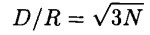 D/R = √3N